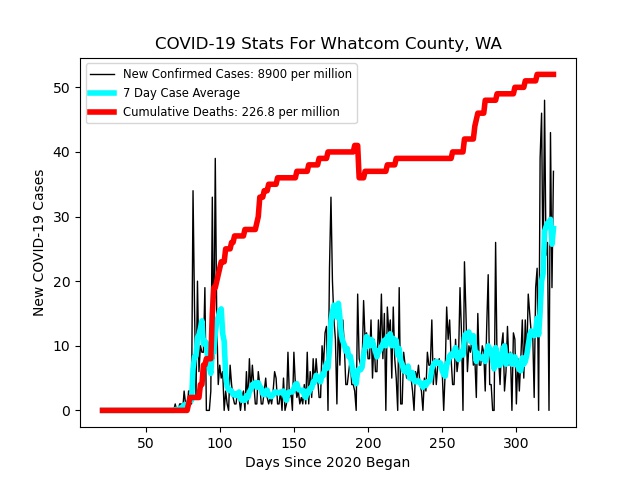 COVID-19 Stats For Whatcom County, WA
New Confirmed Cases: 8900 per million
7 Day Case Average
Cumulative Deaths: 226.8 per million
New COVID-19 Cases
50
40
30
20
10
0
50
100
150
200
250
300
Days Since 2020 Began